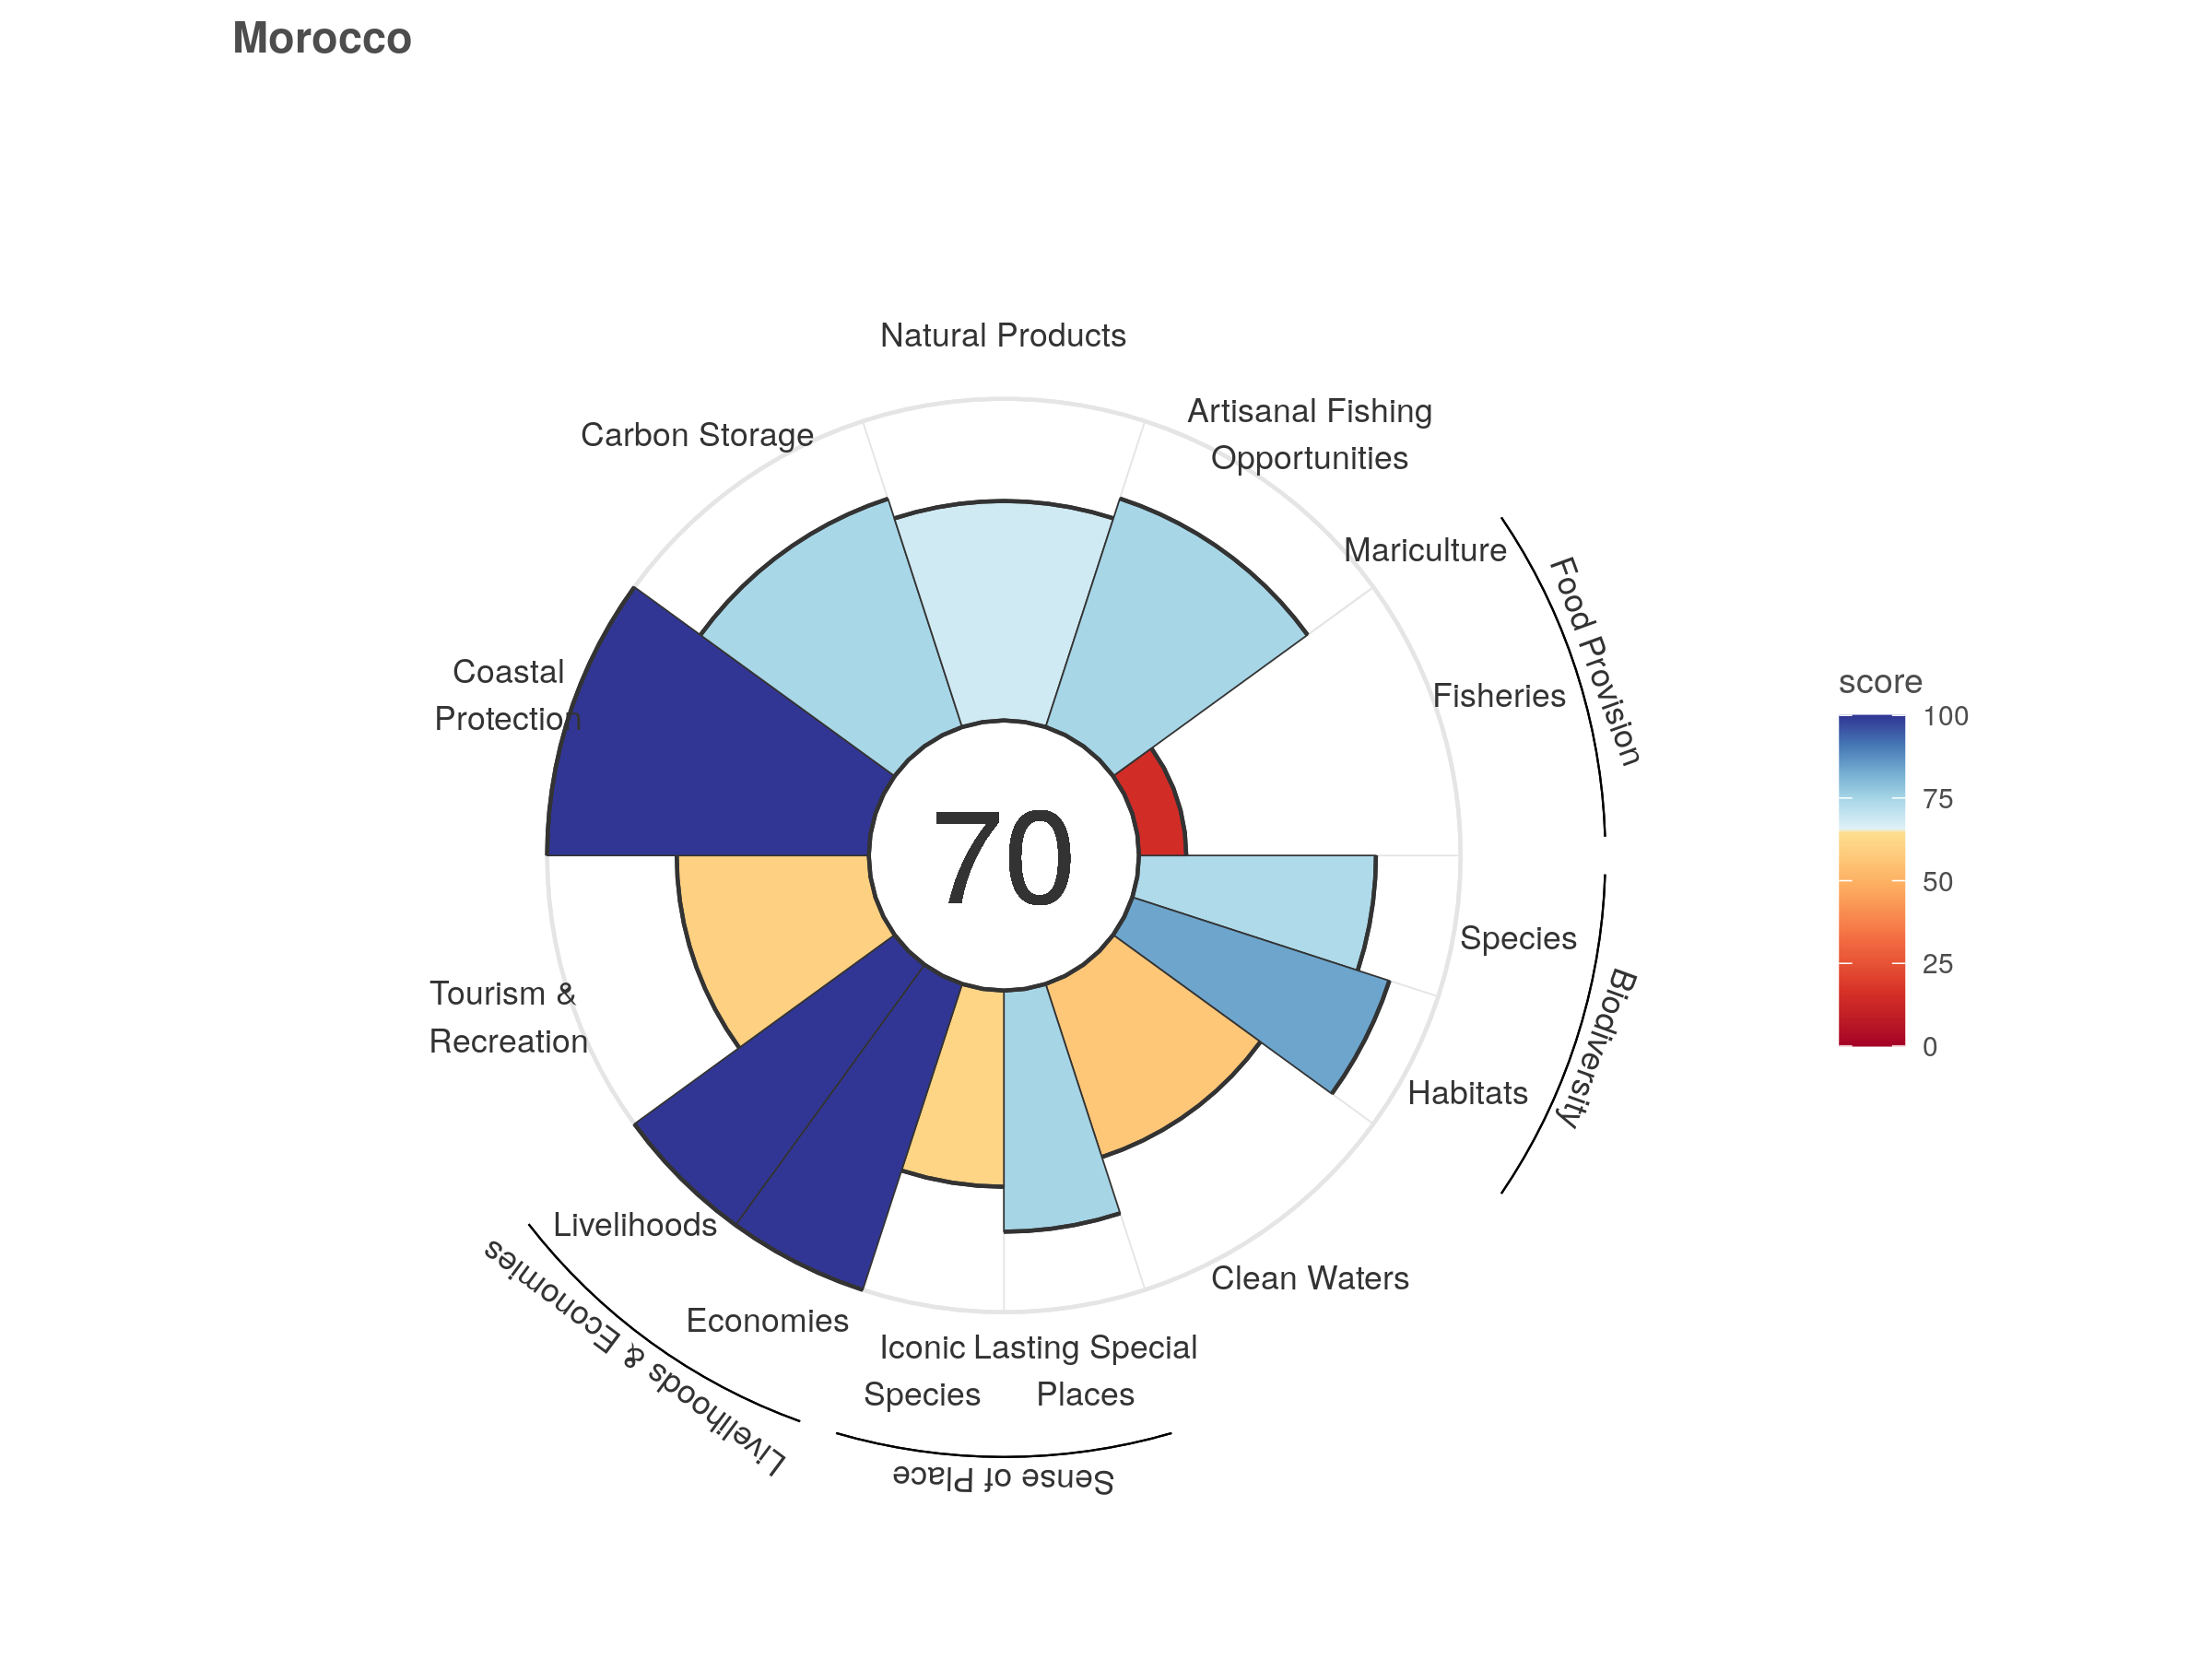 Morocco
Natural Products
Artisanal Fishing
Opportunities
Carbon Storage
Mariculture
Food Provision
Fisheries
Coastal
Protection
score
100
75
50
25
0
70
Species
Biodiversity
Habitats
Tourism &
Recreation
Livelihoods
Livelihoods & Economies
Economies
Clean Waters
Iconic
Species
Lasting Special
Places
Sense of Place